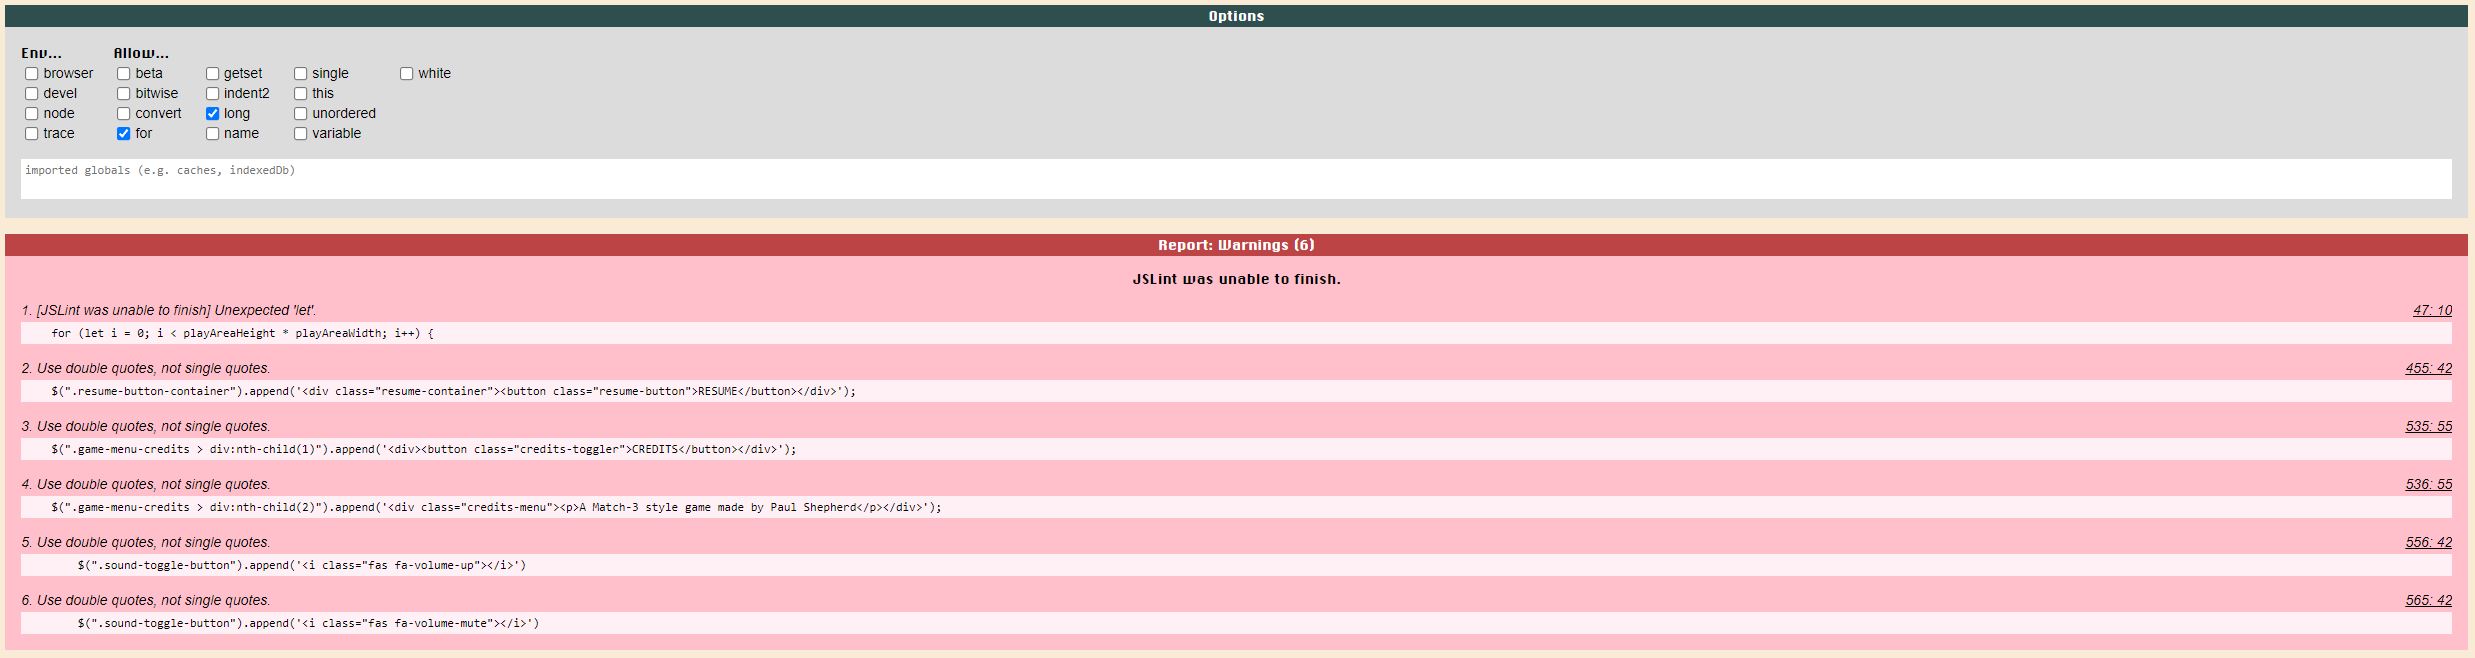 Options
Env... Allow...
browser beta getset single white
devel bitwise indent2 this
node convert long unordered
trace for name variable
imported globals (e.g. caches, indexedDb)
Report: Warnings (6)
JSLint was unable to finish.
1. [JSLint was unable to finish] Unexpected 'let'. 47: 10
for (let i = 0; i < playAreaHeight * playAreaWidth; i++) {
2. Use double quotes, not single quotes. 455: 42
$(".resume-button-container").append('<div class="resume-container"><button class="resume-button">RESUME</button></div>');
3. Use double quotes, not single quotes. 535: 55
$(".game-menu-credits > div:nth-child(1)").append('<div><button class="credits-toggler">CREDITS</button></div>');
4. Use double quotes, not single quotes. 536: 55
$(".game-menu-credits > div:nth-child(2)").append('<div class="credits-menu"><p>A Match-3 style game made by Paul Shepherd</p></div>');
5. Use double quotes, not single quotes. 556: 42
$(".sound-toggle-button").append('<i class="fas fa-volume-up"></i>')
6. Use double quotes, not single quotes. 565: 42
$(".sound-toggle-button").append('<i class="fas fa-volume-mute"></i>')